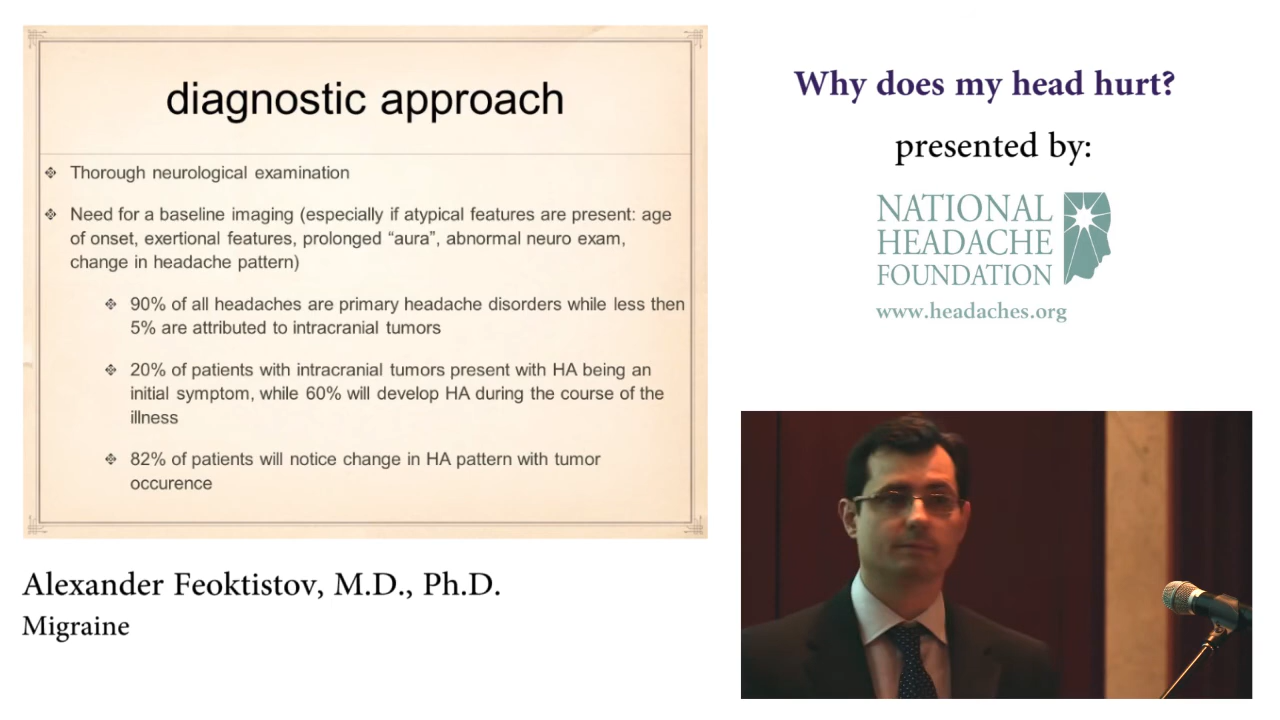 diagnostic approach
Thorough neurological examination
Need for a baseline imaging (especially if atypical features are present: age
of onset, exertional features, prolonged “aura”, abnormal neuro exam,
change in headache pattern)
90% of all headaches are primary headache disorders while less then
5% are attributed to intracranial tumors
20% of patients with intracranial tumors present with HA being an
initial symptom, while 60% will develop HA during the course of the
illness
82% of patients will notice change in HA pattern with tumor
occurence
Alexander Feoktistov, M.D., Ph.D.
Migraine
Why does my head hurt?
presented by:
NATIONAL
HEADACHE
FOUNDATION
www.headaches.org